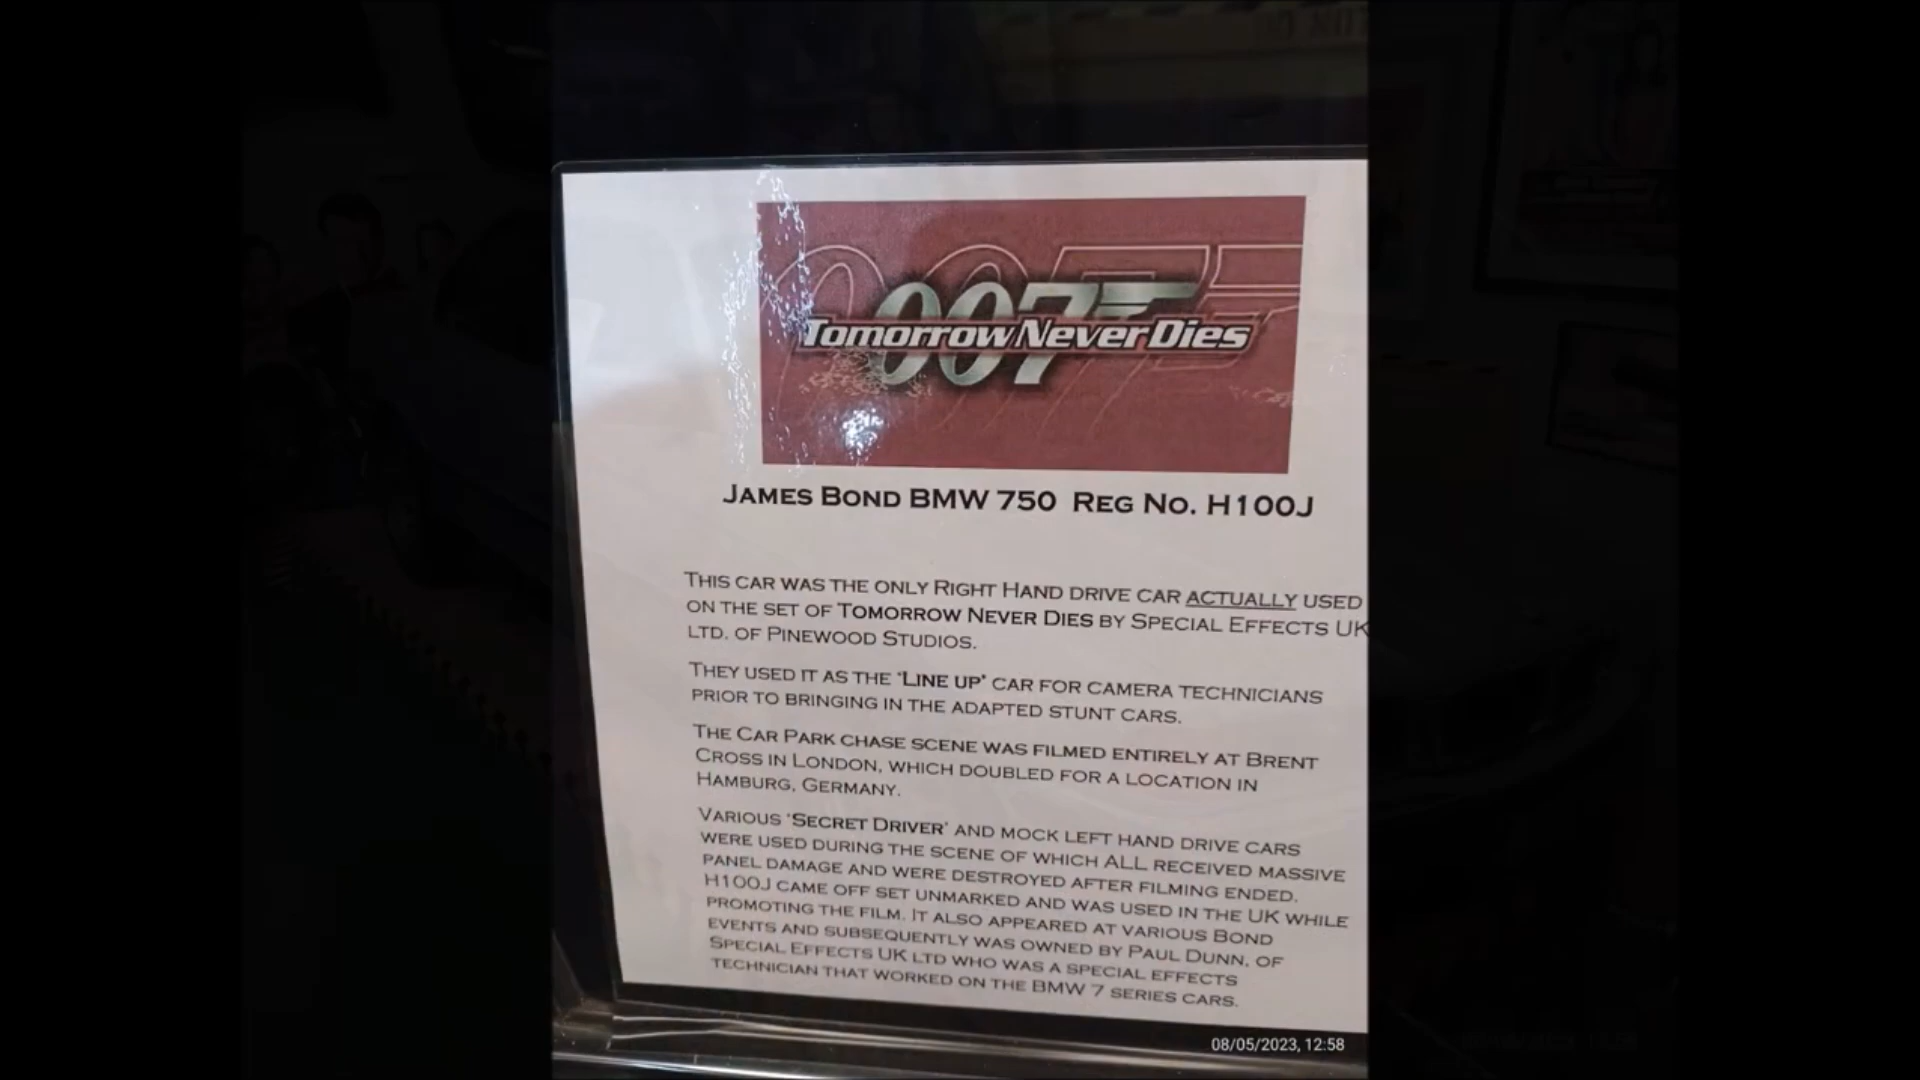 007
Tomorrow Never Dies
JAMES BOND BMW 750 REG NO. H100J
THIS CAR WAS THE ONLY RIGHT HAND DRIVE CAR ACTUALLY USED
ON THE SET OF TOMORROW NEVER DIES BY SPECIAL EFFECTS UK
LTD. OF PINEWOOD STUDIOS.
THEY USED IT AS THE 'LINE UP' CAR FOR CAMERA TECHNICIANS
PRIOR TO BRINGING IN THE ADAPTED STUNT CARS.
THE CAR PARK CHASE SCENE WAS FILMED ENTIRELY AT BRENT
CROSS IN LONDON, WHICH DOUBLED FOR A LOCATION IN
HAMBURG, GERMANY.
VARIOUS 'SECRET DRIVER' AND MOCK LEFT HAND DRIVE CARS
WERE USED DURING THE SCENE OF WHICH ALL RECEIVED MASSIVE
PANEL DAMAGE AND WERE DESTROYED AFTER FILMING ENDED.
H100J CAME OFF SET UNMARKED AND WAS USED IN THE UK WHILE
PROMOTING THE FILM. IT ALSO APPEARED AT VARIOUS BOND
EVENTS AND SUBSEQUENTLY WAS OWNED BY PAUL DUNN, OF
SPECIAL EFFECTS UK LTD WHO WAS A SPECIAL EFFECTS
TECHNICIAN THAT WORKED ON THE BMW 7 SERIES CARS.
08/05/2023, 12:58